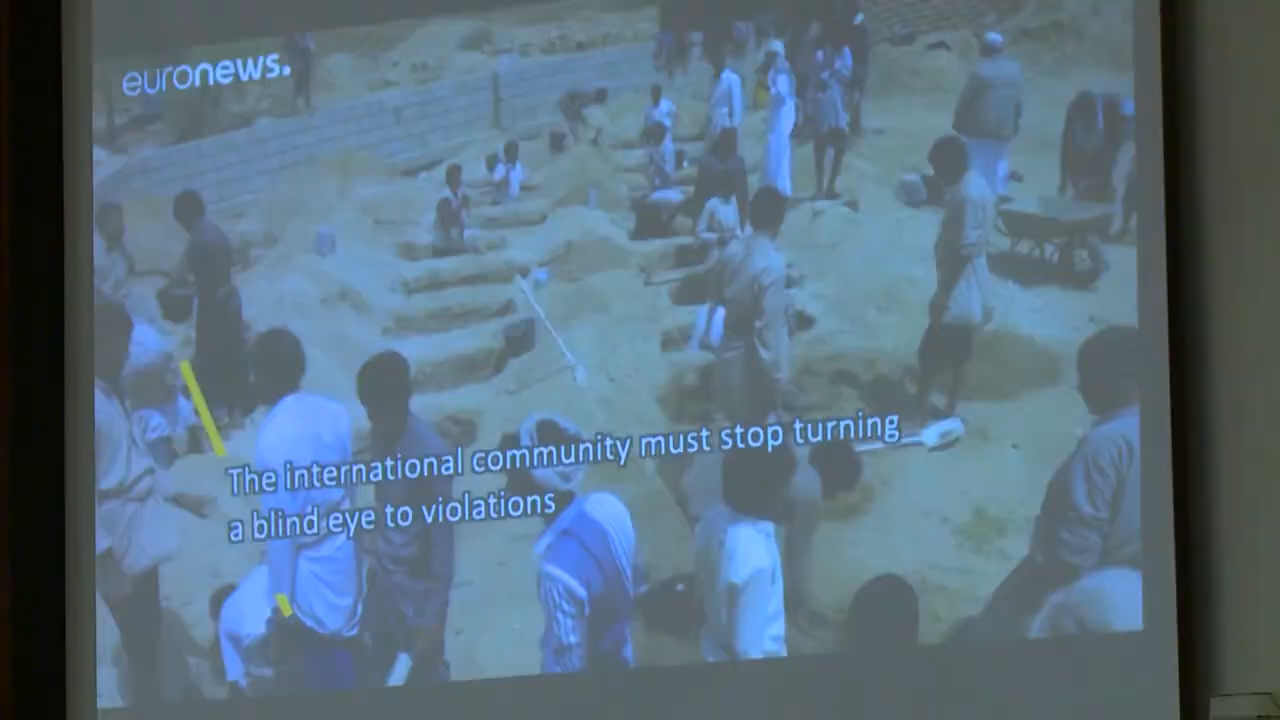 euronews.
The international community must stop turning
a blind eye to violations